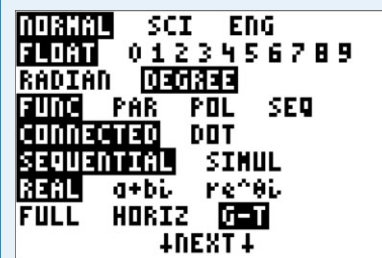 NORMAL SCI ENG
FLOAT 0 1 2 3 4 5 6 7 8 9
RADIAN DEGREE
FUNC PAR POL SEQ
CONNECTED DOT
SEQUENTIAL SIMUL
REAL a+bi re^θi
FULL HORIZ G-T
↓NEXT↓